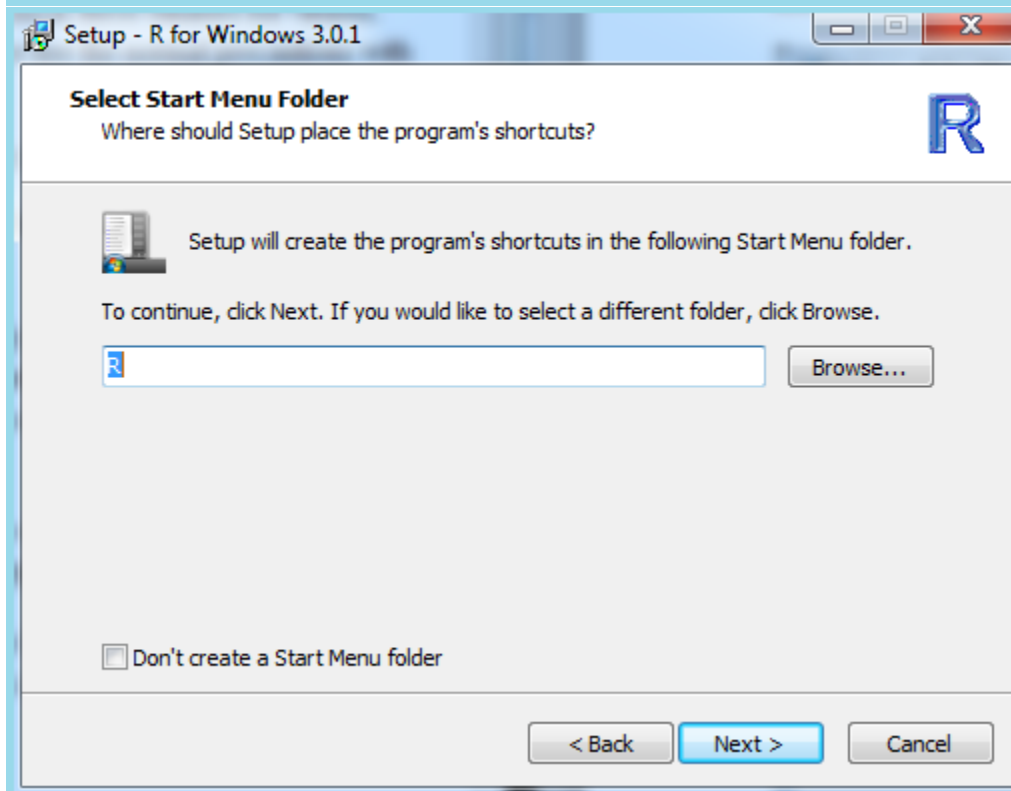 Setup - R for Windows 3.0.1
Select Start Menu Folder
Where should Setup place the program's shortcuts?
R
Setup will create the program's shortcuts in the following Start Menu folder.
To continue, click Next. If you would like to select a different folder, click Browse.
R
Browse...
Don't create a Start Menu folder
< Back
Next >
Cancel